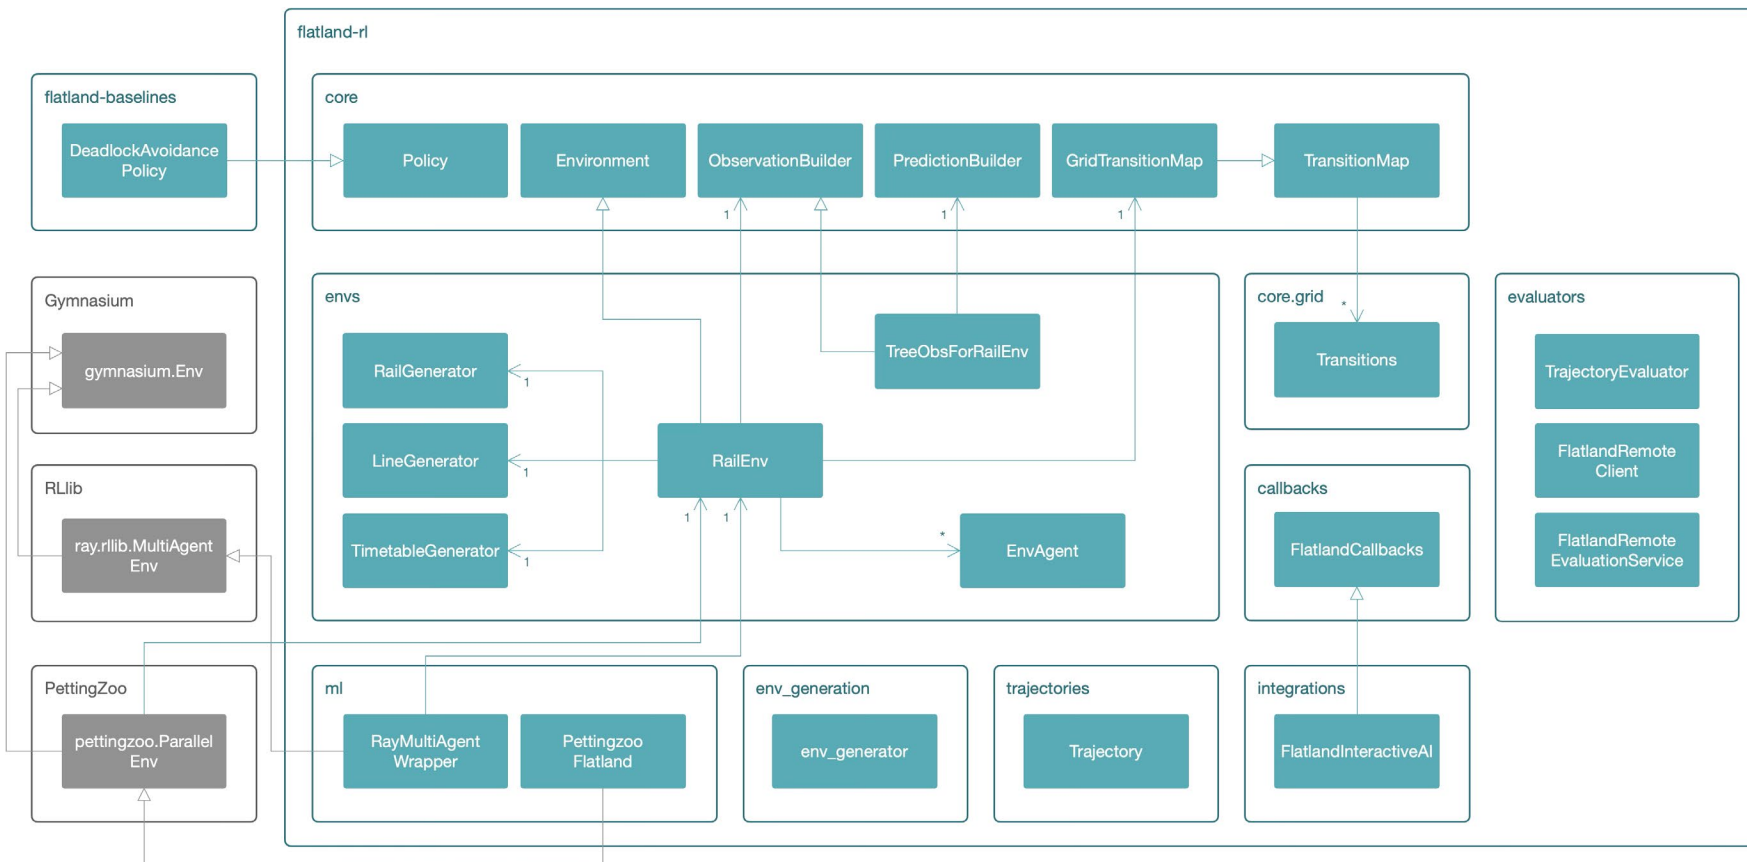 flatland-rl
flatland-baselines
DeadlockAvoidance
Policy
core
Policy
Environment
ObservationBuilder
PredictionBuilder
GridTransitionMap
TransitionMap
1
1
1
Gymnasium
gymnasium.Env
envs
RailGenerator
1
LineGenerator
1
TimetableGenerator
1
TreeObsForRailEnv
RailEnv
1
1
*
EnvAgent
core.grid
*
Transitions
evaluators
TrajectoryEvaluator
FlatlandRemote
Client
FlatlandRemote
EvaluationService
RLlib
ray.rllib.MultiAgent
Env
callbacks
FlatlandCallbacks
PettingZoo
pettingzoo.Parallel
Env
ml
RayMultiAgent
Wrapper
Pettingzoo
Flatland
env_generation
env_generator
trajectories
Trajectory
integrations
FlatlandInteractiveAI